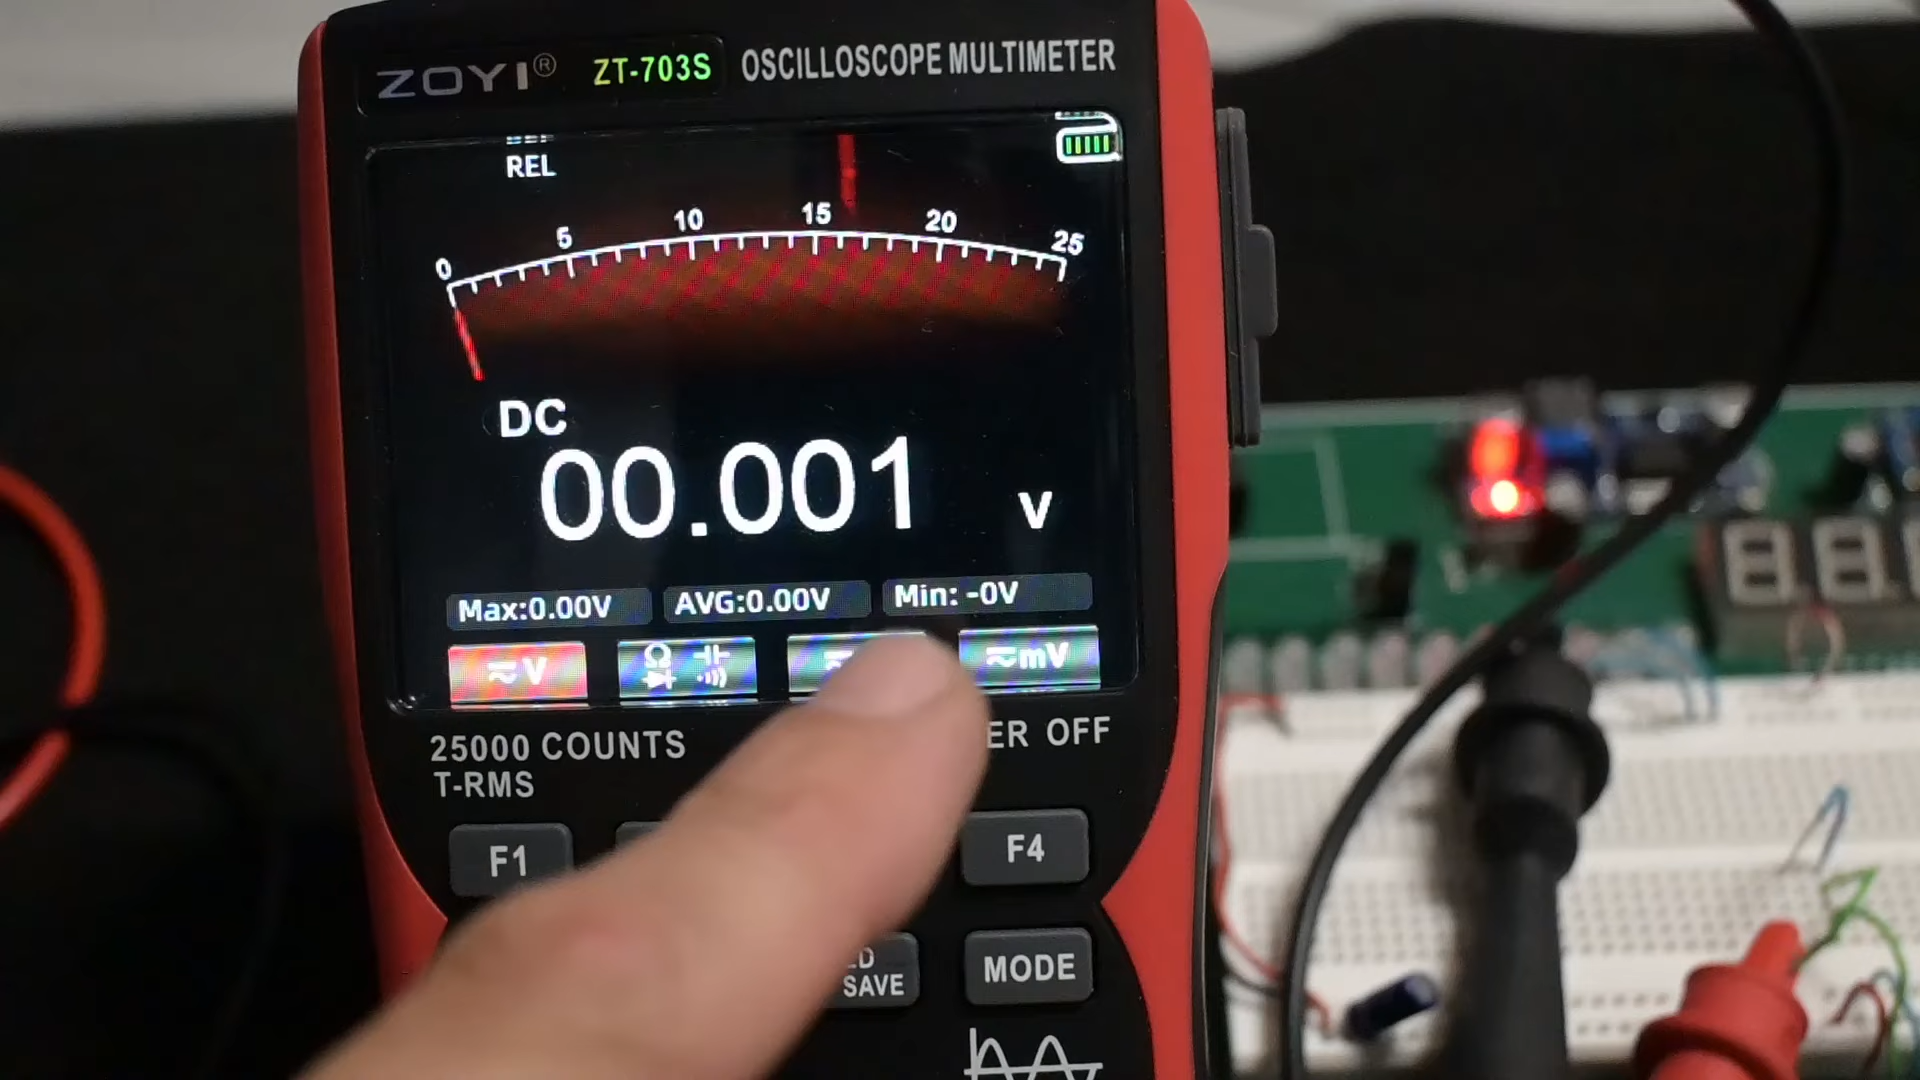 ZOYI® ZT-703S OSCILLOSCOPE MULTIMETER
REL
0 5 10 15 20 25
DC
00.001 V
Max:0.00V AVG:0.00V Min: -0V
V Ω mV
25000 COUNTS
T-RMS
ER OFF
F1 F4
SAVE MODE